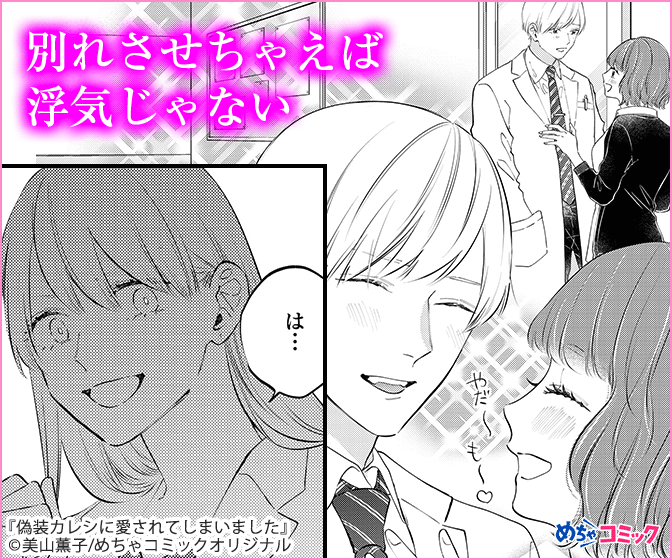 別れさせちゃえば
浮気じゃない
は…
やだ〜
も〜♡
『偽装カレシに愛されてしまいました』
©美山薫子/めちゃコミックオリジナル
めちゃコミック